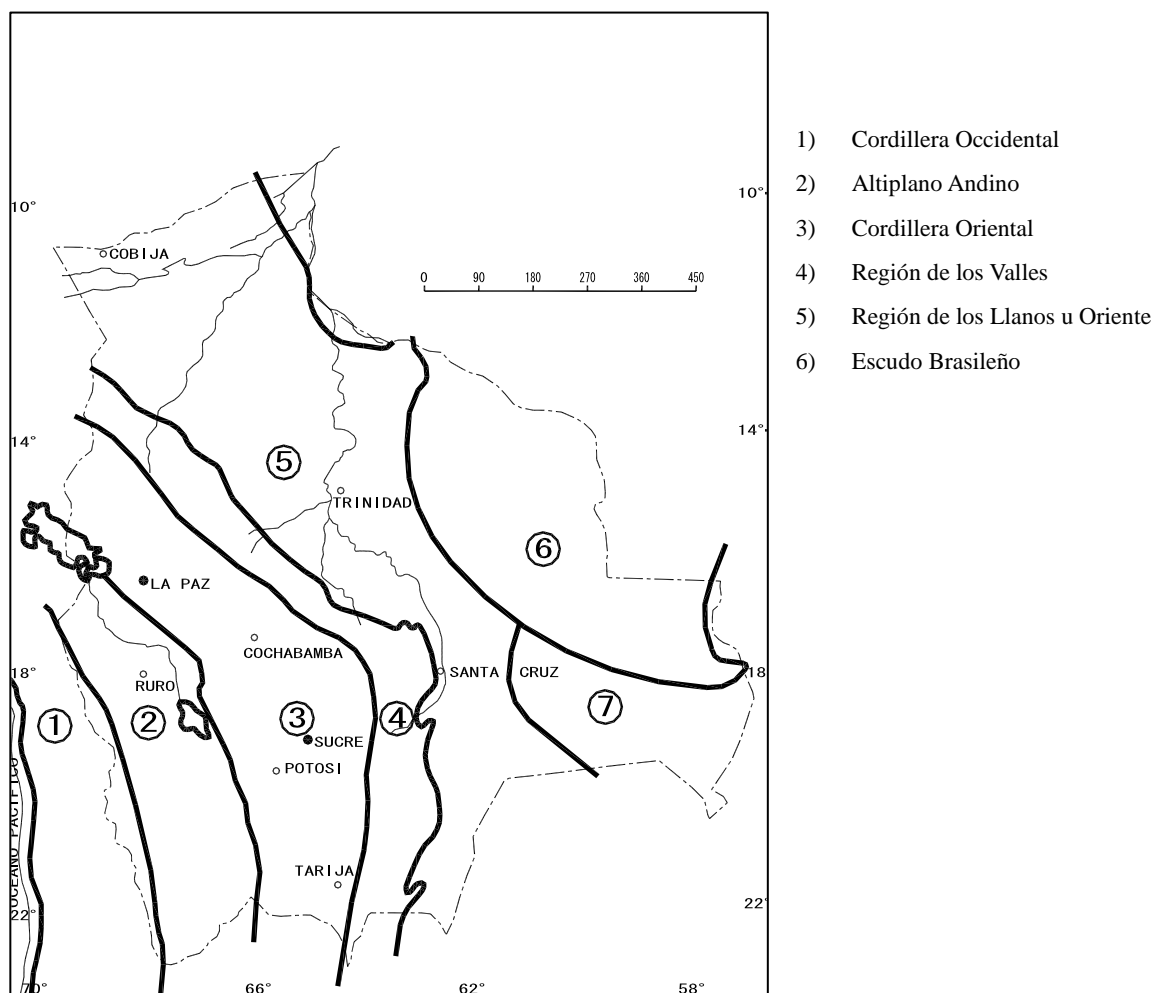 10°
10°
COBIJA
0 90 180 270 360 450
14°
14°
5
TRINIDAD
6
LA PAZ
COCHABAMBA
18°
RURO
SANTA CRUZ
18
1
2
3
4
7
SUCRE
POTOSI
OCEANO PACIFICO
TARIJA
22°
22°
70
66°
62°
58°
1) Cordillera Occidental
2) Altiplano Andino
3) Cordillera Oriental
4) Región de los Valles
5) Región de los Llanos u Oriente
6) Escudo Brasileño